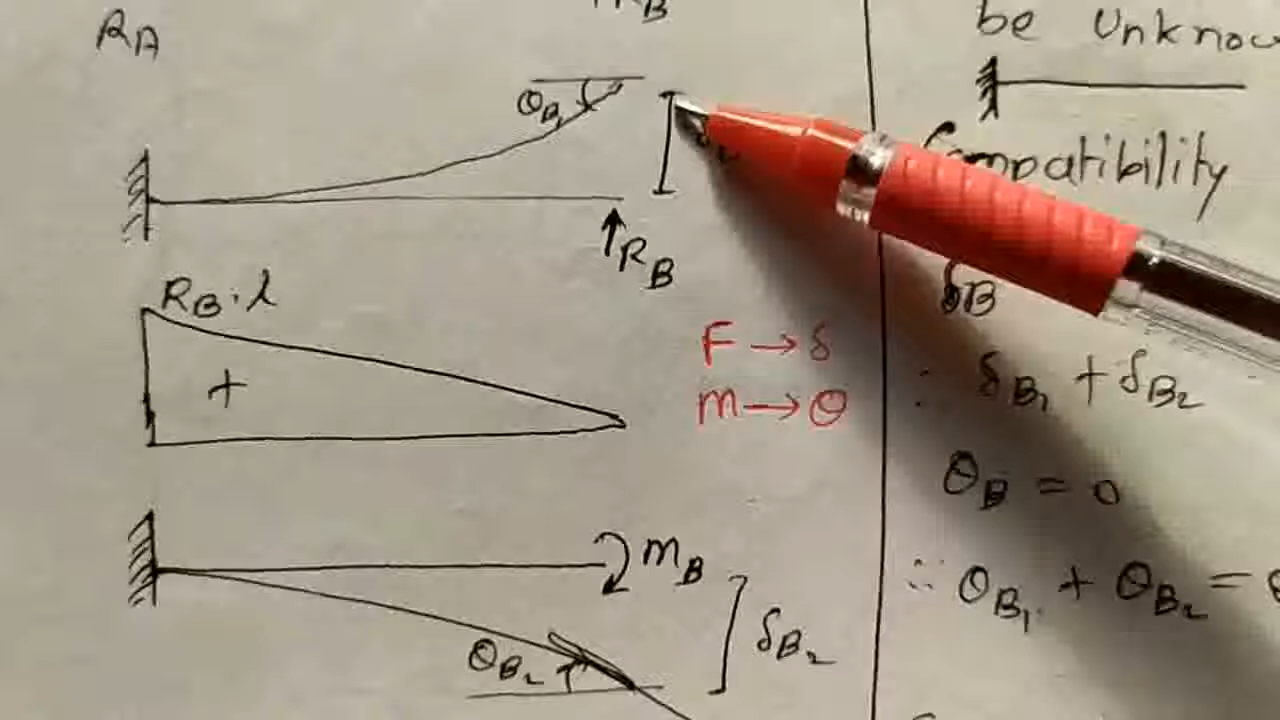 RA
RB
θB1
RB
RB.l
+
F → δ
m → θ
mB
θB2
δB2
be Unknow
Compatibility
δB
∴ δB1 + δB2
θB = 0
∴ θB1 + θB2 =